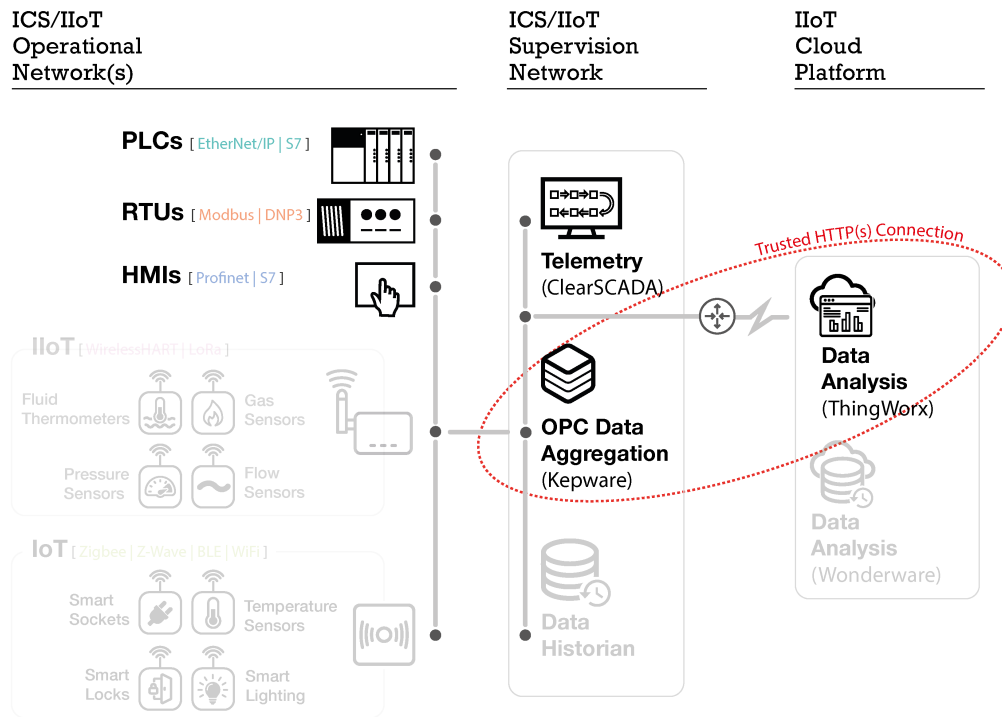 ICS/IIoT
Operational
Network(s)
ICS/IIoT
Supervision
Network
IIoT
Cloud
Platform
PLCs [ EtherNet/IP | S7 ]
RTUs [ Modbus | DNP3 ]
HMIs [ Profinet | S7 ]
IIoT [ WirelessHART | LoRa ]
Fluid
Thermometers
Gas
Sensors
Pressure
Sensors
Flow
Sensors
IoT [ Zigbee | Z-Wave | BLE | WiFi ]
Smart
Sockets
Temperature
Sensors
Smart
Locks
Smart
Lighting
Telemetry
(ClearSCADA)
OPC Data
Aggregation
(Kepware)
Data
Historian
Trusted HTTP(s) Connection
Data
Analysis
(ThingWorx)
Data
Analysis
(Wonderware)